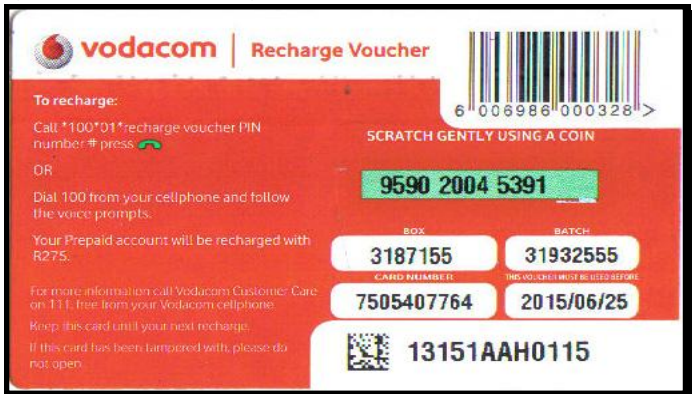 vodacom | Recharge Voucher
6 006986 000328 >
To recharge:
Call *100*01*recharge voucher PIN
number # press
OR
Dial 100 from your cellphone and follow
the voice prompts.
Your Prepaid account will be recharged with
R275.
For more information call Vodacom Customer Care
on 111, free from your Vodacom cellphone
Keep this card until your next recharge.
If this card has been tampered with, please do
not open.
SCRATCH GENTLY USING A COIN
9590 2004 5391
BOX
3187155
BATCH
31932555
CARD NUMBER
7505407764
THIS VOUCHER MUST BE USED BEFORE
2015/06/25
13151AAH0115